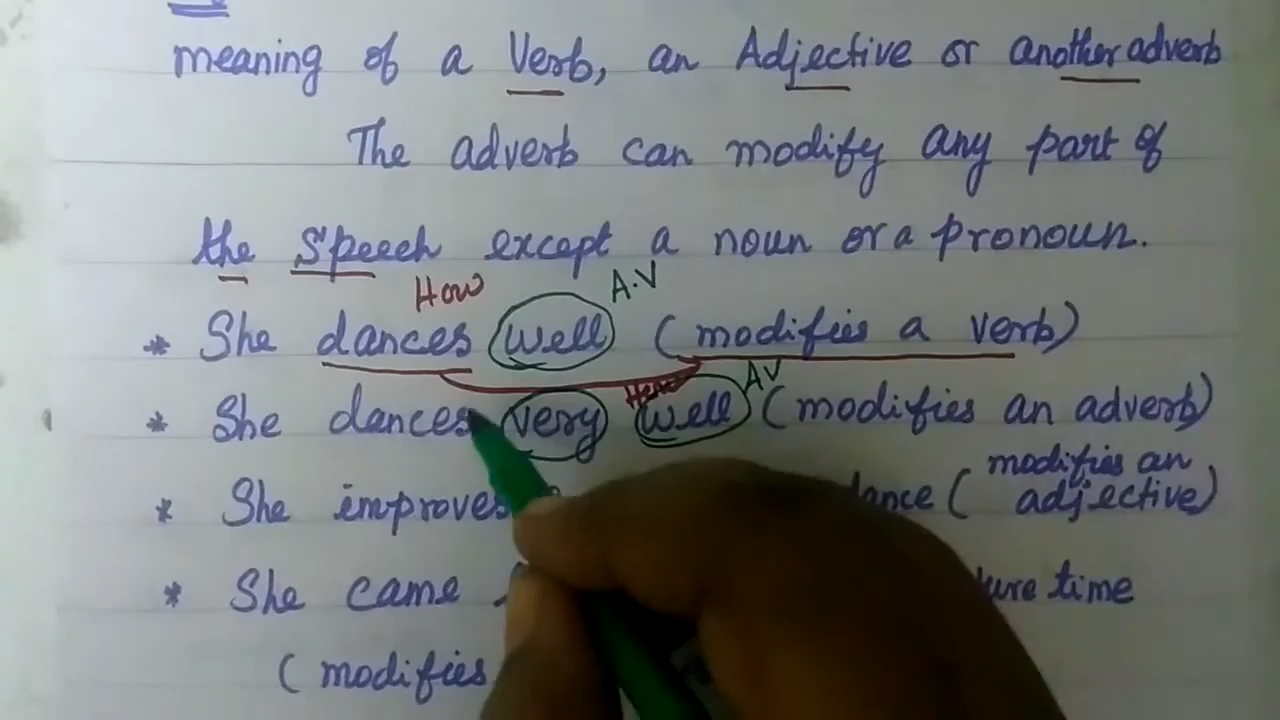 meaning of a Verb, an Adjective or another adverb
The adverb can modify any part of
the Speech except a noun or a pronoun.
How A.V
* She dances well (modifies a verb)
AV
* She dances very well (modifies an adverb)
modifies an
* She improves dance ( adjective)
* She came time
( modifies